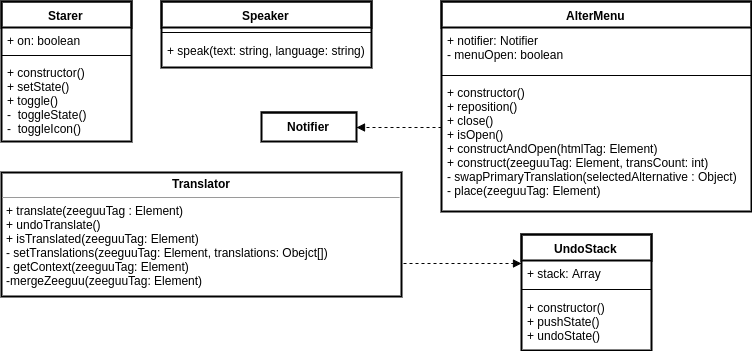 Starer
+ on: boolean
+ constructor()
+ setState()
+ toggle()
- toggleState()
- toggleIcon()
Speaker
+ speak(text: string, language: string)
AlterMenu
+ notifier: Notifier
- menuOpen: boolean
+ constructor()
+ reposition()
+ close()
+ isOpen()
+ constructAndOpen(htmlTag: Element)
+ construct(zeeguuTag: Element, transCount: int)
- swapPrimaryTranslation(selectedAlternative : Object)
- place(zeeguuTag: Element)
Notifier
Translator
+ translate(zeeguuTag : Element)
+ undoTranslate()
+ isTranslated(zeeguuTag: Element)
- setTranslations(zeeguuTag: Element, translations: Obejct[])
- getContext(zeeguuTag: Element)
-mergeZeeguu(zeeguuTag: Element)
UndoStack
+ stack: Array
+ constructor()
+ pushState()
+ undoState()